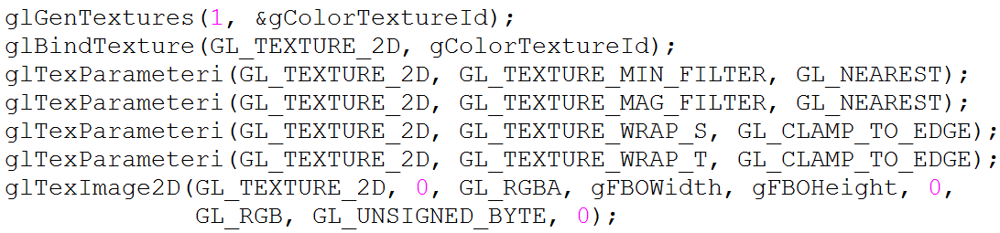 glGenTextures(1, &gColorTextureId);
glBindTexture(GL_TEXTURE_2D, gColorTextureId);
glTexParameteri(GL_TEXTURE_2D, GL_TEXTURE_MIN_FILTER, GL_NEAREST);
glTexParameteri(GL_TEXTURE_2D, GL_TEXTURE_MAG_FILTER, GL_NEAREST);
glTexParameteri(GL_TEXTURE_2D, GL_TEXTURE_WRAP_S, GL_CLAMP_TO_EDGE);
glTexParameteri(GL_TEXTURE_2D, GL_TEXTURE_WRAP_T, GL_CLAMP_TO_EDGE);
glTexImage2D(GL_TEXTURE_2D, 0, GL_RGBA, gFBOWidth, gFBOHeight, 0,
GL_RGB, GL_UNSIGNED_BYTE, 0);